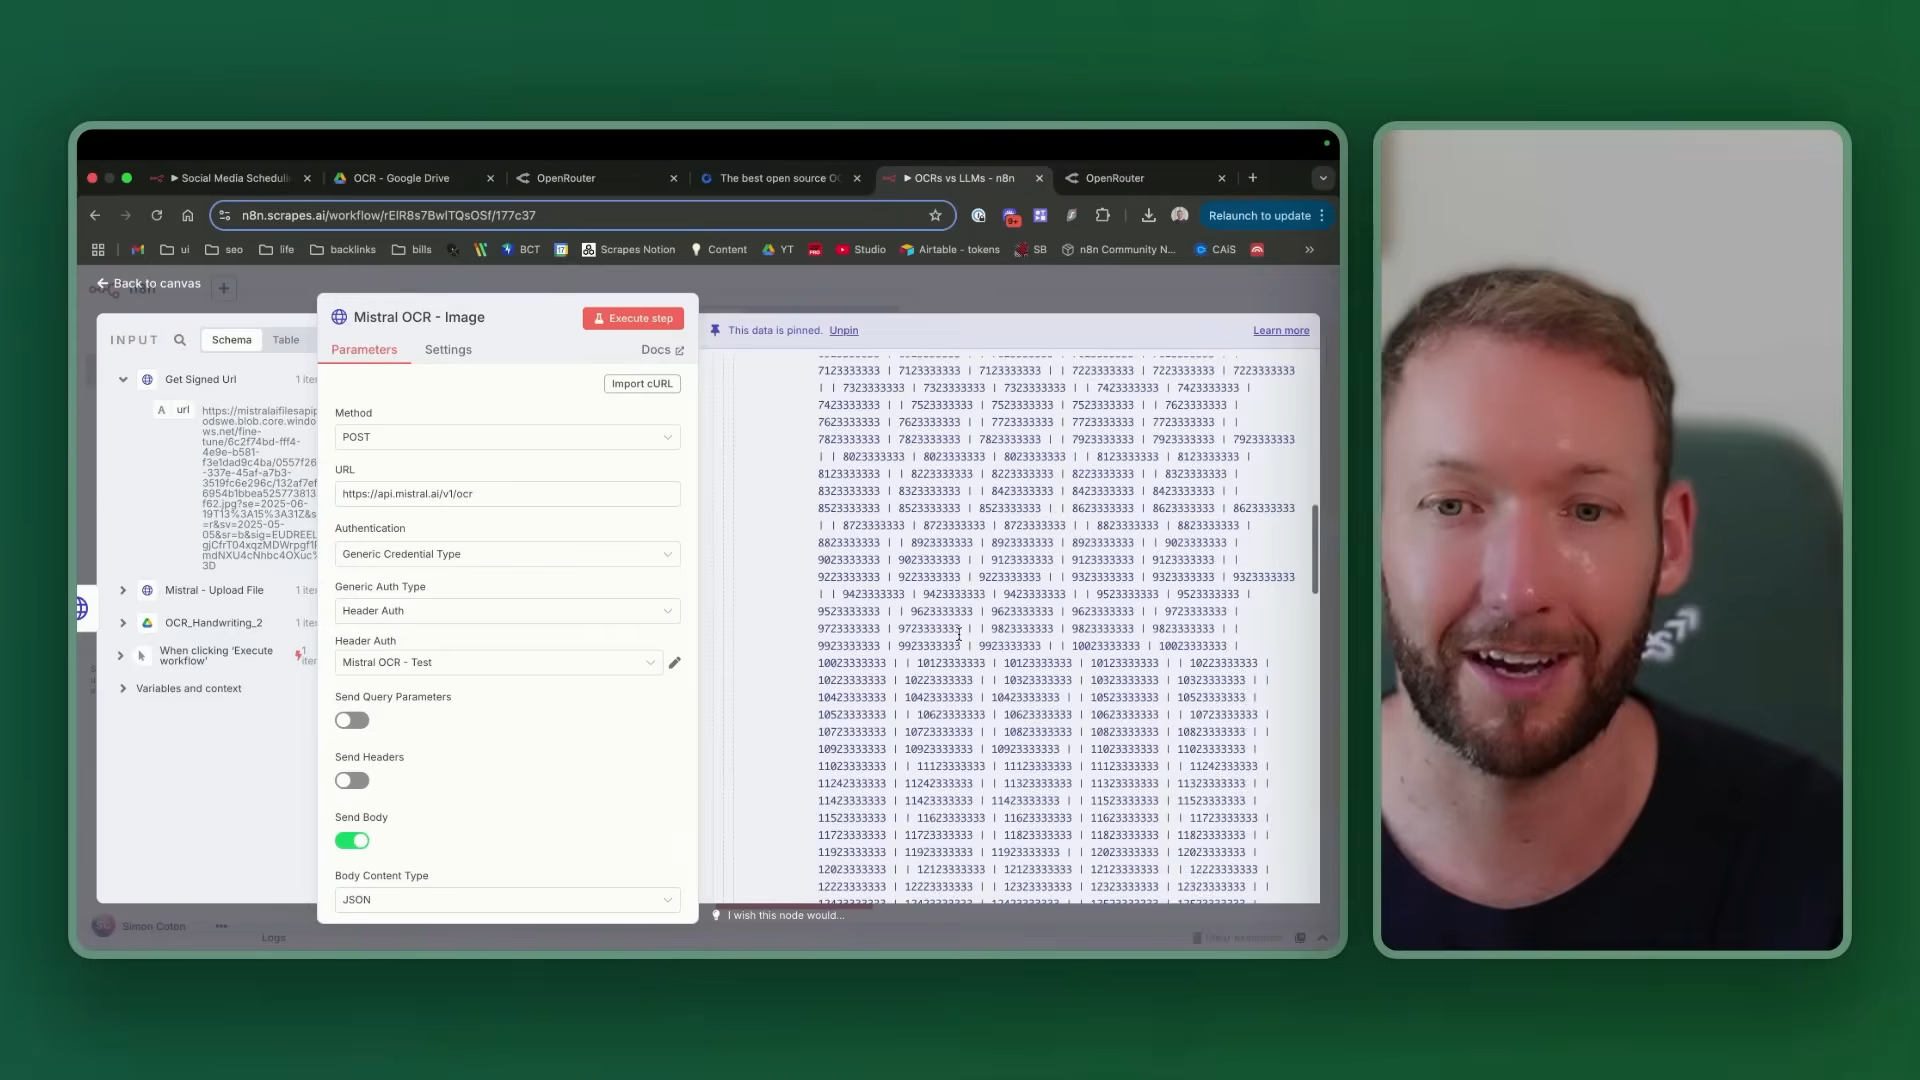 Social Media Scheduli
OCR - Google Drive
OpenRouter
The best open source OC
OCRs vs LLMs - n8n
OpenRouter
n8n.scrapes.ai/workflow/rEIR8s7BwlTQsOSf/177c37
9+
Relaunch to update
ui
seo
life
backlinks
bills
BCT
17
Scrapes Notion
Content
YT
PRO
Studio
Airtable - tokens
SB
n8n Community N...
CAiS
»
Back to canvas
INPUT
Schema
Table
Get Signed Url
1 ite
A url
https://mistralaifilesapip
odswe.blob.core.windo
ws.net/fine-
tune/6c2f74bd-fff4-
4e9e-b581-
f3e1dad9c4ba/0557f26
-337e-45af-a7b3-
3519fc6e296c/132af7ef
6954b1bbea525773813
f62.jpg?se=2025-06-
19T13%3A15%3A31Z&s
=r&sv=2025-05-
05&sr=b&sig=EUDREEL
gjCfrT04xqzMDWrpgf1F
mdNXU4cNhbc4OXuc%
3D
Mistral - Upload File
1 ite
OCR_Handwriting_2
1 ite
When clicking 'Execute
workflow'
1
iter
Variables and context
Simon Coton
...
Logs
Mistral OCR - Image
Execute step
Parameters
Settings
Docs
Import cURL
Method
POST
URL
https://api.mistral.ai/v1/ocr
Authentication
Generic Credential Type
Generic Auth Type
Header Auth
Header Auth
Mistral OCR - Test
Send Query Parameters
Send Headers
Send Body
Body Content Type
JSON
This data is pinned. Unpin
Learn more
7123333333 | 7123333333 | 7123333333 | | 7223333333 | 7223333333 | 7223333333
| | 7323333333 | 7323333333 | 7323333333 | | 7423333333 | 7423333333 |
7423333333 | | 7523333333 | 7523333333 | 7523333333 | | 7623333333 |
7623333333 | 7623333333 | | 7723333333 | 7723333333 | 7723333333 | |
7823333333 | 7823333333 | 7823333333 | | 7923333333 | 7923333333 | 7923333333
| | 8023333333 | 8023333333 | 8023333333 | | 8123333333 | 8123333333 |
8123333333 | | 8223333333 | 8223333333 | 8223333333 | | 8323333333 |
8323333333 | 8323333333 | | 8423333333 | 8423333333 | 8423333333 | |
8523333333 | 8523333333 | 8523333333 | | 8623333333 | 8623333333 | 8623333333
| | 8723333333 | 8723333333 | 8723333333 | | 8823333333 | 8823333333 |
8823333333 | | 8923333333 | 8923333333 | 8923333333 | | 9023333333 |
9023333333 | 9023333333 | | 9123333333 | 9123333333 | 9123333333 | |
9223333333 | 9223333333 | 9223333333 | | 9323333333 | 9323333333 | 9323333333
| | 9423333333 | 9423333333 | 9423333333 | | 9523333333 | 9523333333 |
9523333333 | | 9623333333 | 9623333333 | 9623333333 | | 9723333333 |
9723333333 | 9723333333 | | 9823333333 | 9823333333 | 9823333333 | |
9923333333 | 9923333333 | 9923333333 | | 10023333333 | 10023333333 |
10023333333 | | 10123333333 | 10123333333 | 10123333333 | | 10223333333 |
10223333333 | 10223333333 | | 10323333333 | 10323333333 | 10323333333 | |
10423333333 | 10423333333 | 10423333333 | | 10523333333 | 10523333333 |
10523333333 | | 10623333333 | 10623333333 | 10623333333 | | 10723333333 |
10723333333 | 10723333333 | | 10823333333 | 10823333333 | 10823333333 | |
10923333333 | 10923333333 | 10923333333 | | 11023333333 | 11023333333 |
11023333333 | | 11123333333 | 11123333333 | 11123333333 | | 11242333333 |
11242333333 | 11242333333 | | 11323333333 | 11323333333 | 11323333333 | |
11423333333 | 11423333333 | 11423333333 | | 11523333333 | 11523333333 |
11523333333 | | 11623333333 | 11623333333 | 11623333333 | | 11723333333 |
11723333333 | 11723333333 | | 11823333333 | 11823333333 | 11823333333 | |
11923333333 | 11923333333 | 11923333333 | | 12023333333 | 12023333333 |
12023333333 | | 12123333333 | 12123333333 | 12123333333 | | 12223333333 |
12223333333 | 12223333333 | | 12323333333 | 12323333333 | 12323333333 | |
I wish this node would...